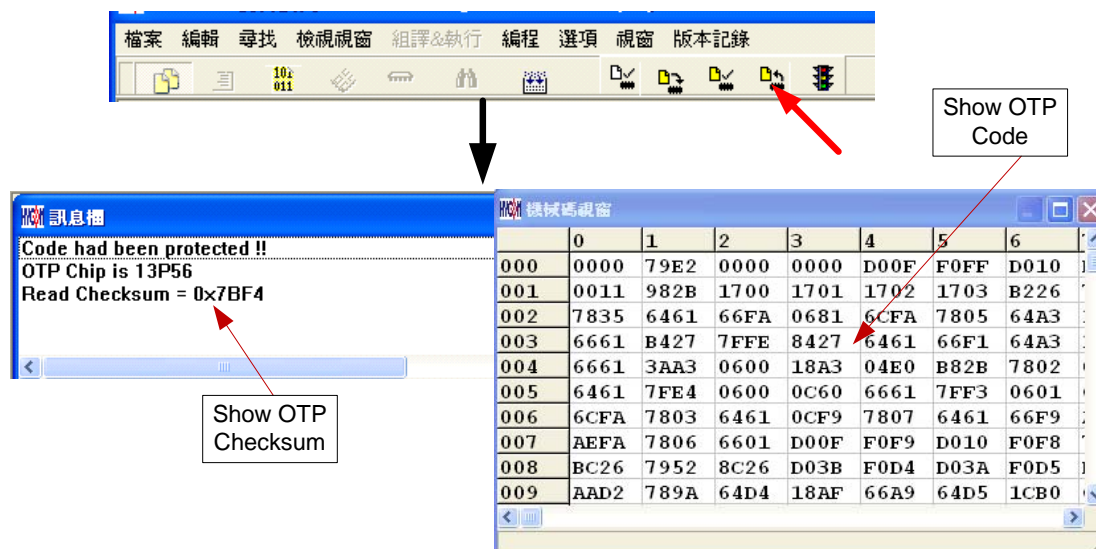 檔案 編輯 尋找 檢視視窗 組譯&執行 編程 選項 視窗 版本記錄
Show OTP
Code
訊息欄
Code had been protected !!
OTP Chip is 13P56
Read Checksum = 0x7BF4
Show OTP
Checksum
機械碼視窗
0 1 2 3 4 5 6
000 0000 79E2 0000 0000 D00F F0FF D010
001 0011 982B 1700 1701 1702 1703 B226
002 7835 6461 66FA 0681 6CFA 7805 64A3
003 6661 B427 7FFE 8427 6461 66F1 64A3
004 6661 3AA3 0600 18A3 04E0 B82B 7802
005 6461 7FE4 0600 0C60 6661 7FF3 0601
006 6CFA 7803 6461 0CF9 7807 6461 66F9
007 AEFA 7806 6601 D00F F0F9 D010 F0F8
008 BC26 7952 8C26 D03B F0D4 D03A F0D5
009 AAD2 789A 64D4 18AF 66A9 64D5 1CB0